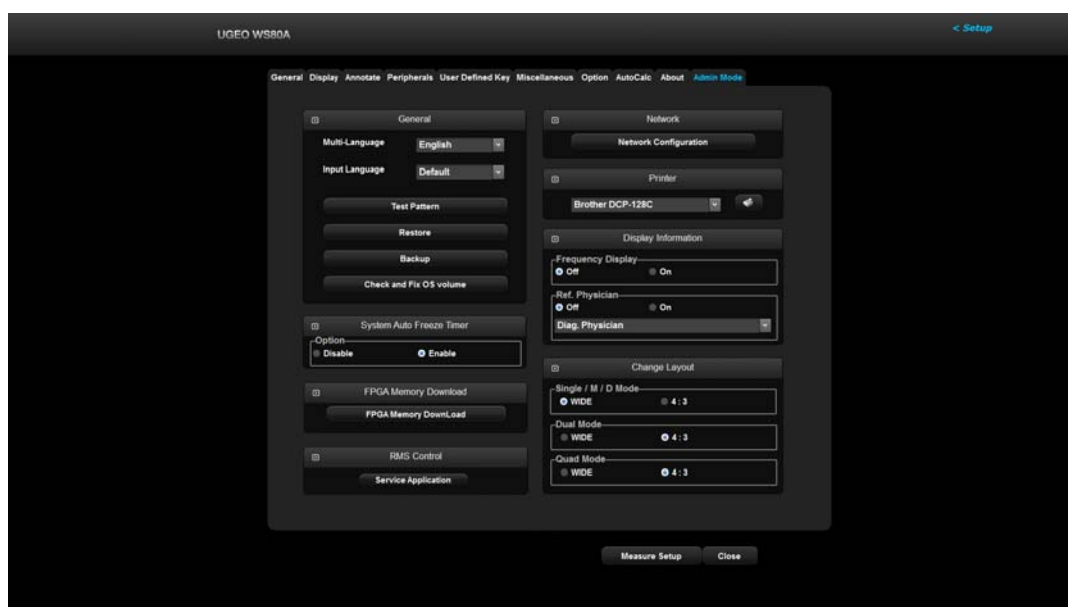 UGEO WS80A
< Setup
General Display Annotate Peripherals User Defined Key Miscellaneous Option AutoCalc About Admin Mode
General
Multi-Language English
Input Language Default
Test Pattern
Restore
Backup
Check and Fix OS volume
System Auto Freeze Timer
Option
Disable Enable
FPGA Memory Download
FPGA Memory DownLoad
RMS Control
Service Application
Network
Network Configuration
Printer
Brother DCP-128C
Display Information
Frequency Display
Off On
Ref. Physician
Off On
Diag. Physician
Change Layout
Single / M / D Mode
WIDE 4 : 3
Dual Mode
WIDE 4 : 3
Quad Mode
WIDE 4 : 3
Measure Setup Close